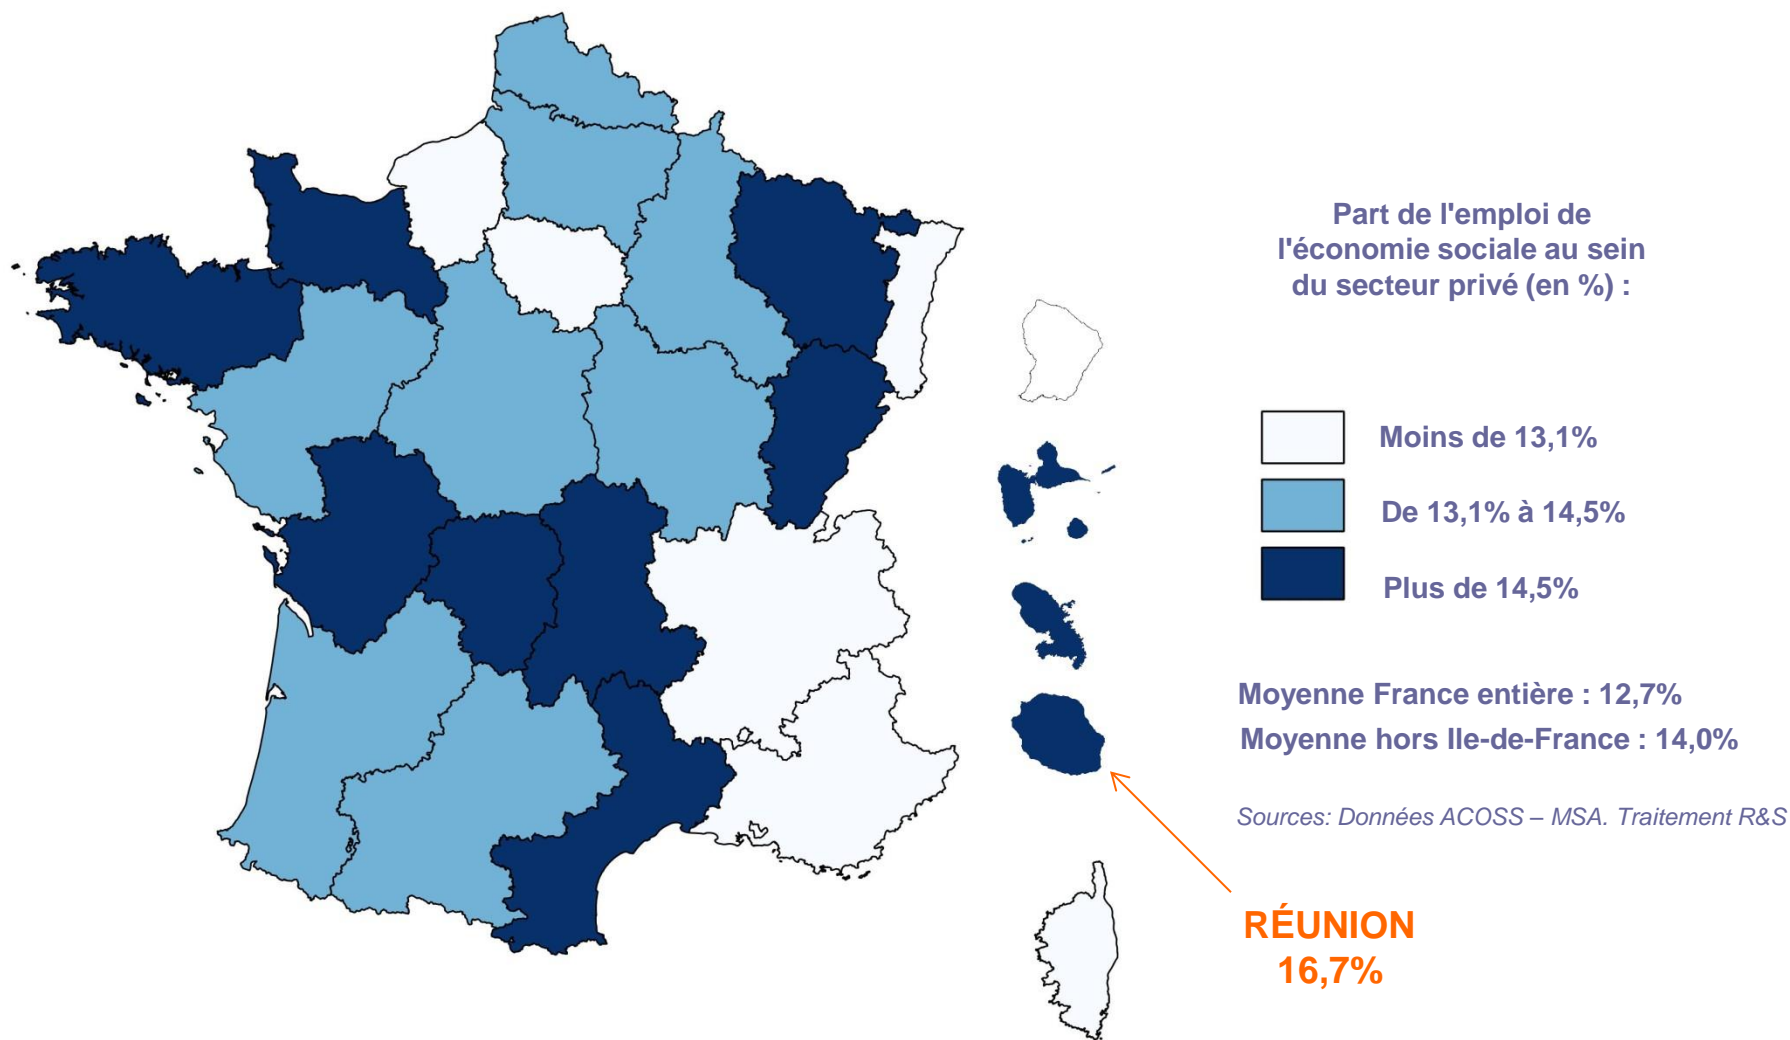 Part de l'emploi de
l'économie sociale au sein
du secteur privé (en %) :
Moins de 13,1%
De 13,1% à 14,5%
Plus de 14,5%
Moyenne France entière : 12,7%
Moyenne hors Ile-de-France : 14,0%
Sources: Données ACOSS – MSA. Traitement R&S
RÉUNION
16,7%